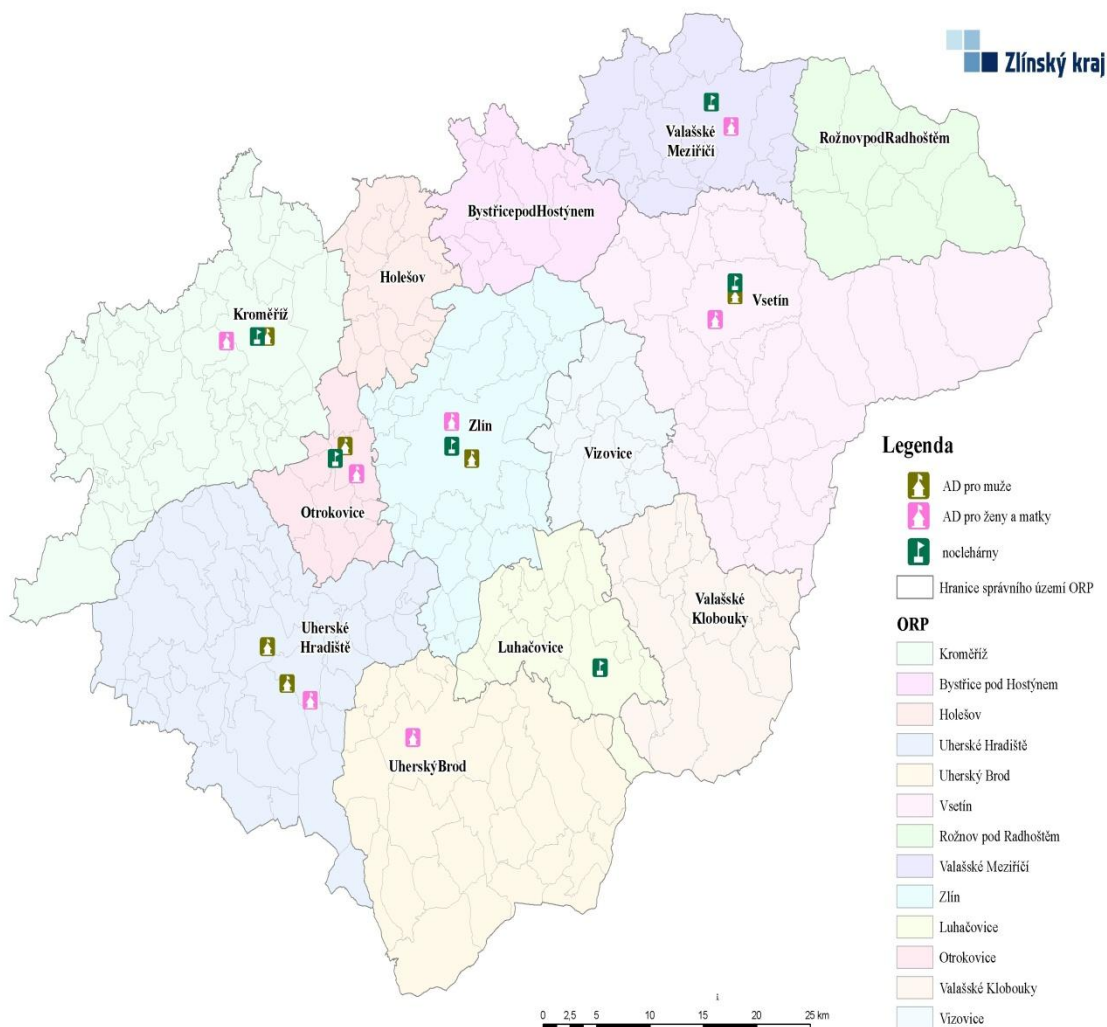 Zlínský kraj
Valašské
Meziříčí
RožnovpodRadhoštěm
BystřicepodHostýnem
Holešov
Vsetín
Kroměříž
Zlín
Vizovice
Otrokovice
Valašské
Klobouky
Uherské
Hradiště
Luhačovice
UherskýBrod
Legenda
AD pro muže
AD pro ženy a matky
noclehárny
Hranice správního území ORP
ORP
Kroměříž
Bystřice pod Hostýnem
Holešov
Uherské Hradiště
Uherský Brod
Vsetín
Rožnov pod Radhoštěm
Valašské Meziříčí
Zlín
Luhačovice
Otrokovice
Valašské Klobouky
Vizovice
0 2,5 5 10 15 20 25 km